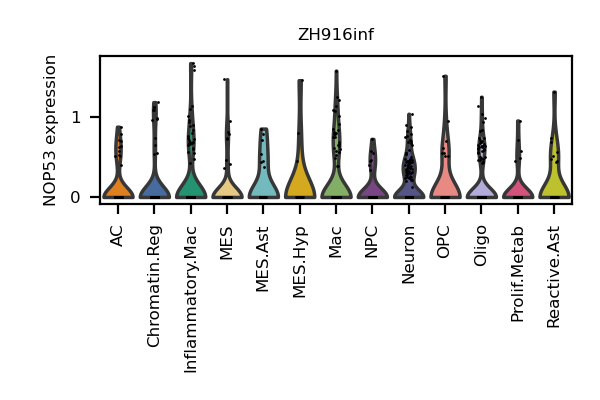 ZH916inf
NOP53 expression
1
0
AC
Chromatin.Reg
Inflammatory.Mac
MES
MES.Ast
MES.Hyp
Mac
NPC
Neuron
OPC
Oligo
Prolif.Metab
Reactive.Ast